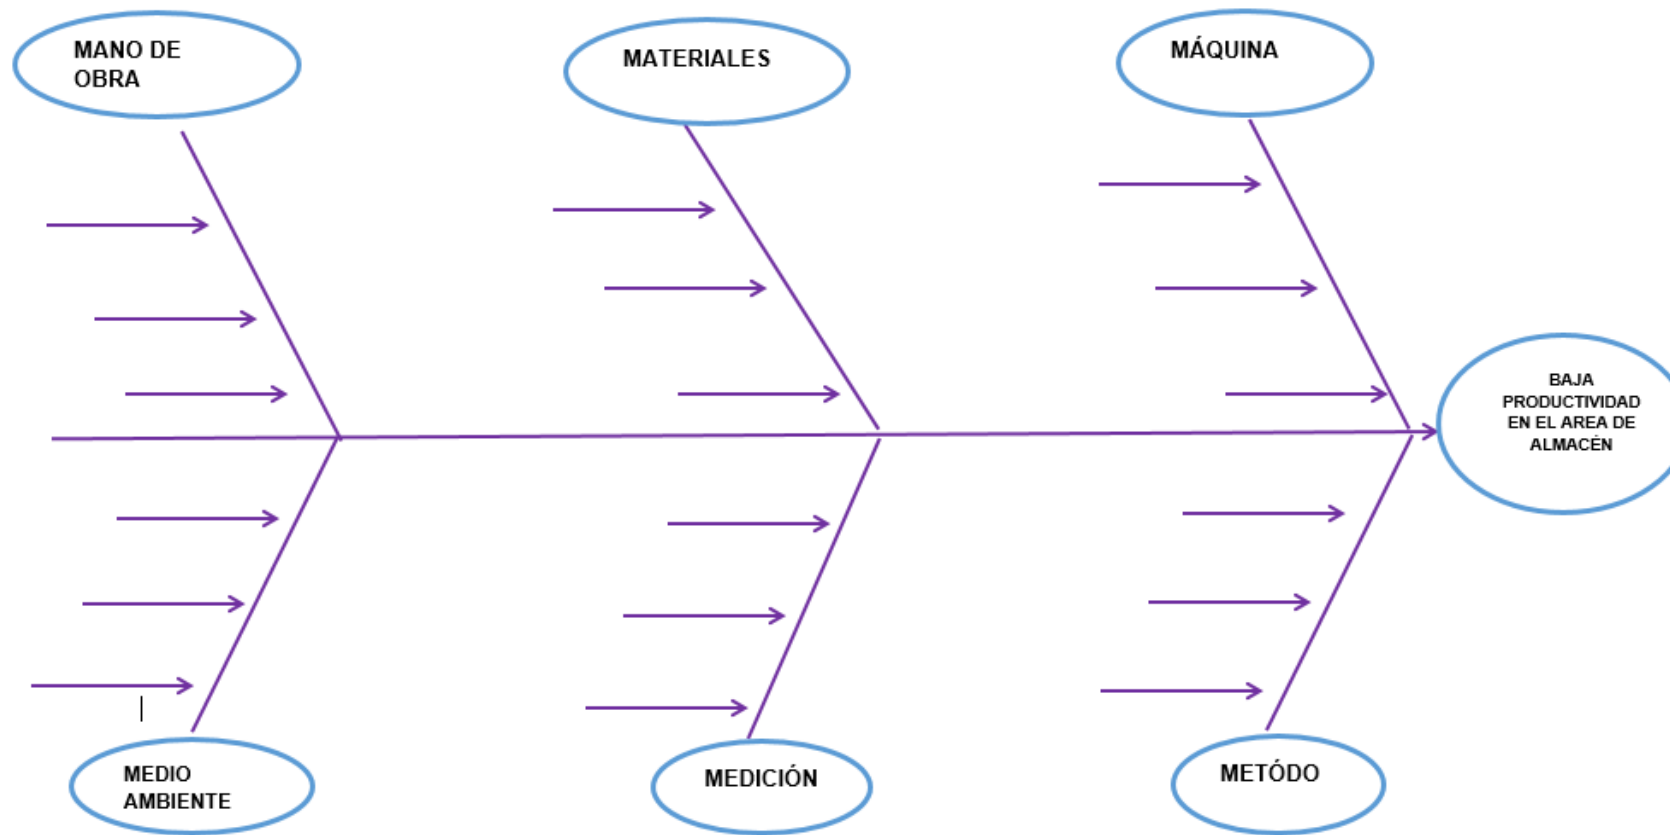 MANO DE
OBRA
MATERIALES
MÁQUINA
BAJA
PRODUCTIVIDAD
EN EL AREA DE
ALMACÉN
MEDIO
AMBIENTE
MEDICIÓN
METÓDO